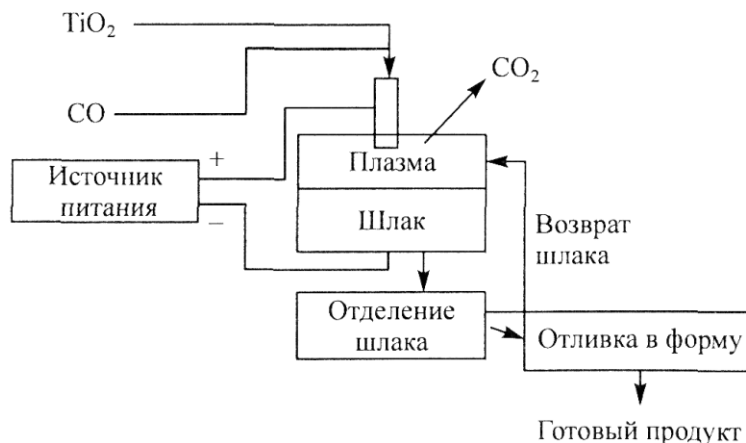 TiO₂
CO
CO₂
+
Плазма
Источник
питания
−
Шлак
Возврат
шлака
Отделение
шлака
Отливка в форму
Готовый продукт